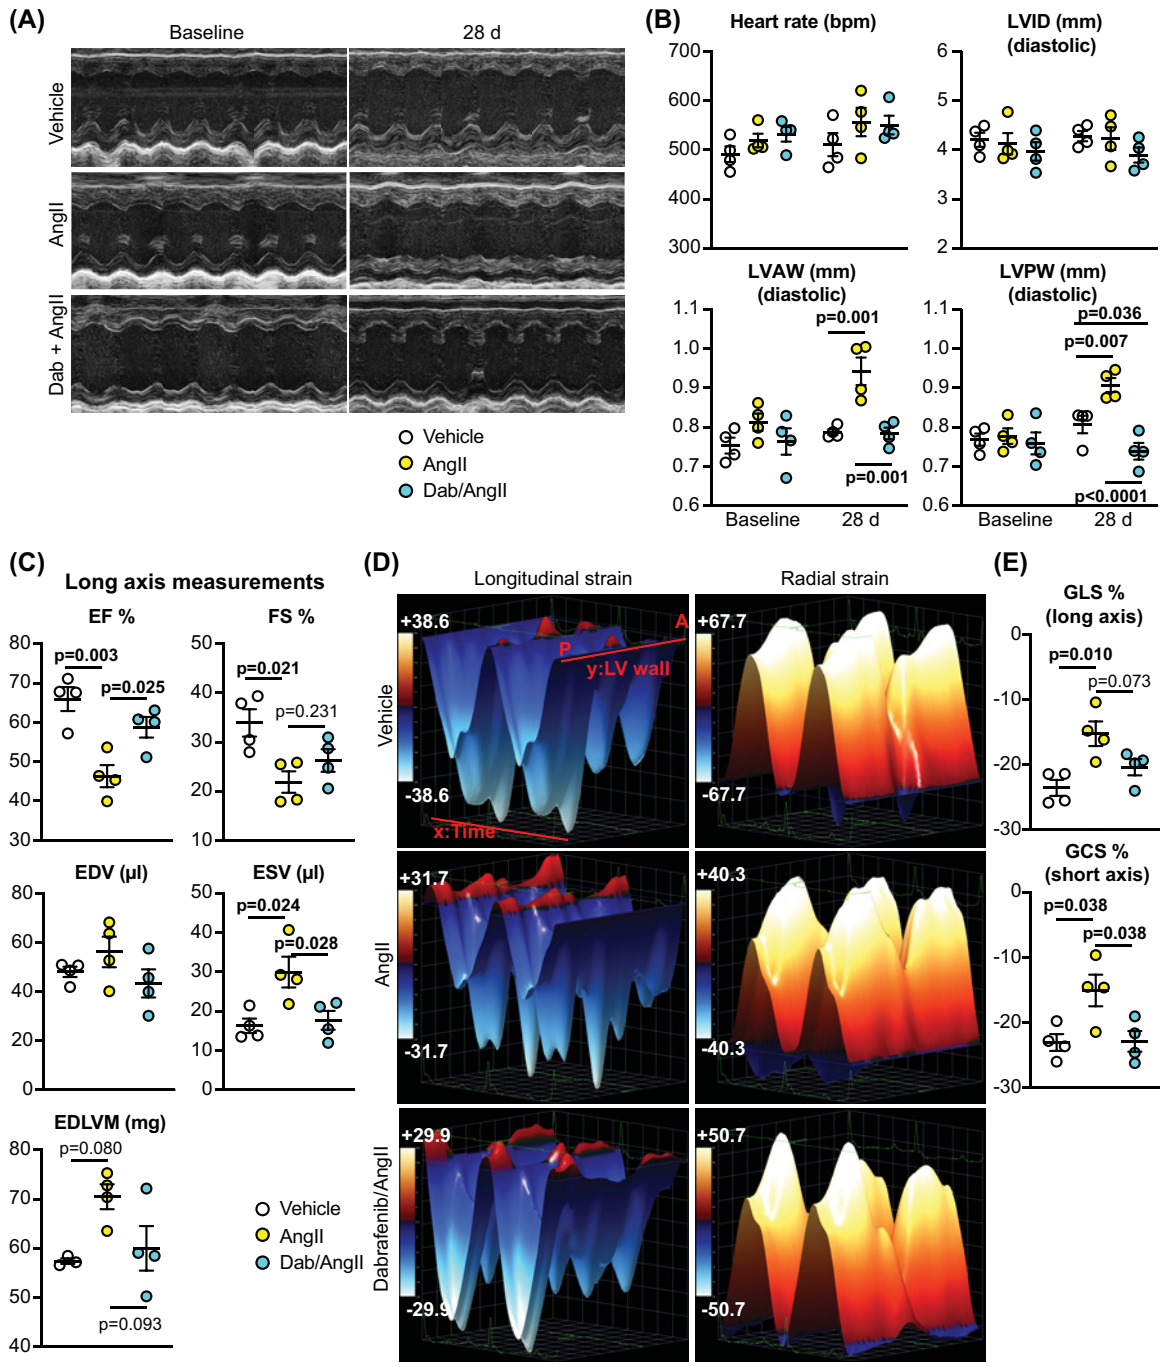 (A)
Baseline
28 d
Vehicle
AngII
Dab + AngII
Vehicle
AngII
Dab/AngII
(B)
Heart rate (bpm)
700
600
500
400
300
LVID (mm)
(diastolic)
6
5
4
3
2
LVAW (mm)
(diastolic)
1.1
1.0
0.9
0.8
0.7
0.6
p=0.001
p=0.001
Baseline
28 d
LVPW (mm)
(diastolic)
1.1
1.0
0.9
0.8
0.7
0.6
p=0.036
p=0.007
p<0.0001
Baseline
28 d
(C)
Long axis measurements
EF %
80
70
60
50
40
30
p=0.003
p=0.025
FS %
50
40
30
20
10
p=0.021
p=0.231
EDV (µl)
80
60
40
20
0
ESV (µl)
50
40
30
20
10
0
p=0.024
p=0.028
EDLVM (mg)
80
70
60
50
40
p=0.080
p=0.093
Vehicle
AngII
Dab/AngII
(D)
Longitudinal strain
Radial strain
Vehicle
+38.6
-38.6
A
P
y:LV wall
x:Time
+67.7
-67.7
AngII
+31.7
-31.7
+40.3
-40.3
Dabrafenib/AngII
+29.9
-29.9
+50.7
-50.7
(E)
GLS %
(long axis)
0
-10
-20
-30
p=0.010
p=0.073
GCS %
(short axis)
0
-10
-20
-30
p=0.038
p=0.038